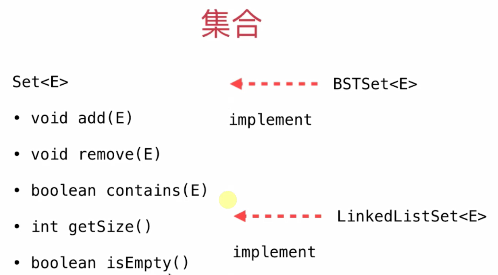 集合
Set<E>
• void add(E)
• void remove(E)
• boolean contains(E)
• int getSize()
• boolean isEmpty()
BSTSet<E>
implement
LinkedListSet<E>
implement